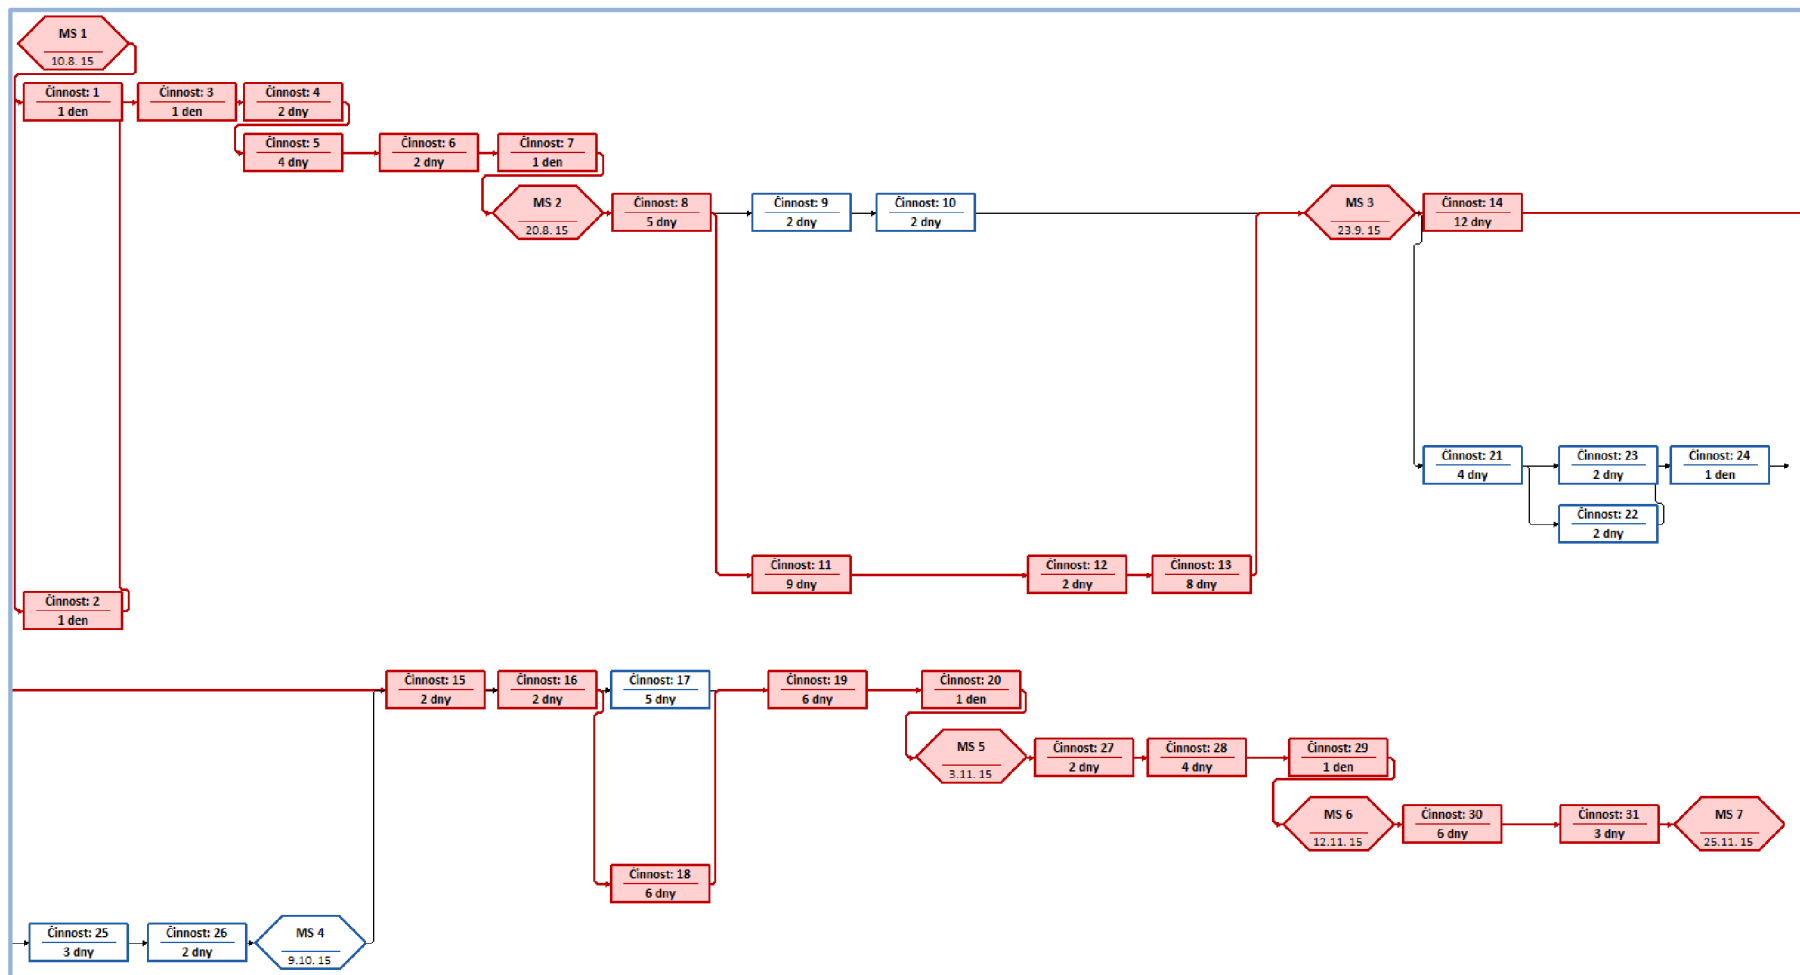 MS 1
10.8. 15
Činnost: 1
1 den
Činnost: 3
1 den
Činnost: 4
2 dny
Činnost: 5
4 dny
Činnost: 6
2 dny
Činnost: 7
1 den
MS 2
20.8. 15
Činnost: 8
5 dny
Činnost: 9
2 dny
Činnost: 10
2 dny
MS 3
23.9. 15
Činnost: 14
12 dny
Činnost: 21
4 dny
Činnost: 23
2 dny
Činnost: 24
1 den
Činnost: 22
2 dny
Činnost: 11
9 dny
Činnost: 12
2 dny
Činnost: 13
8 dny
Činnost: 2
1 den
Činnost: 15
2 dny
Činnost: 16
2 dny
Činnost: 17
5 dny
Činnost: 19
6 dny
Činnost: 20
1 den
MS 5
3.11. 15
Činnost: 27
2 dny
Činnost: 28
4 dny
Činnost: 29
1 den
MS 6
12.11. 15
Činnost: 30
6 dny
Činnost: 31
3 dny
MS 7
25.11. 15
Činnost: 18
6 dny
Činnost: 25
3 dny
Činnost: 26
2 dny
MS 4
9.10. 15